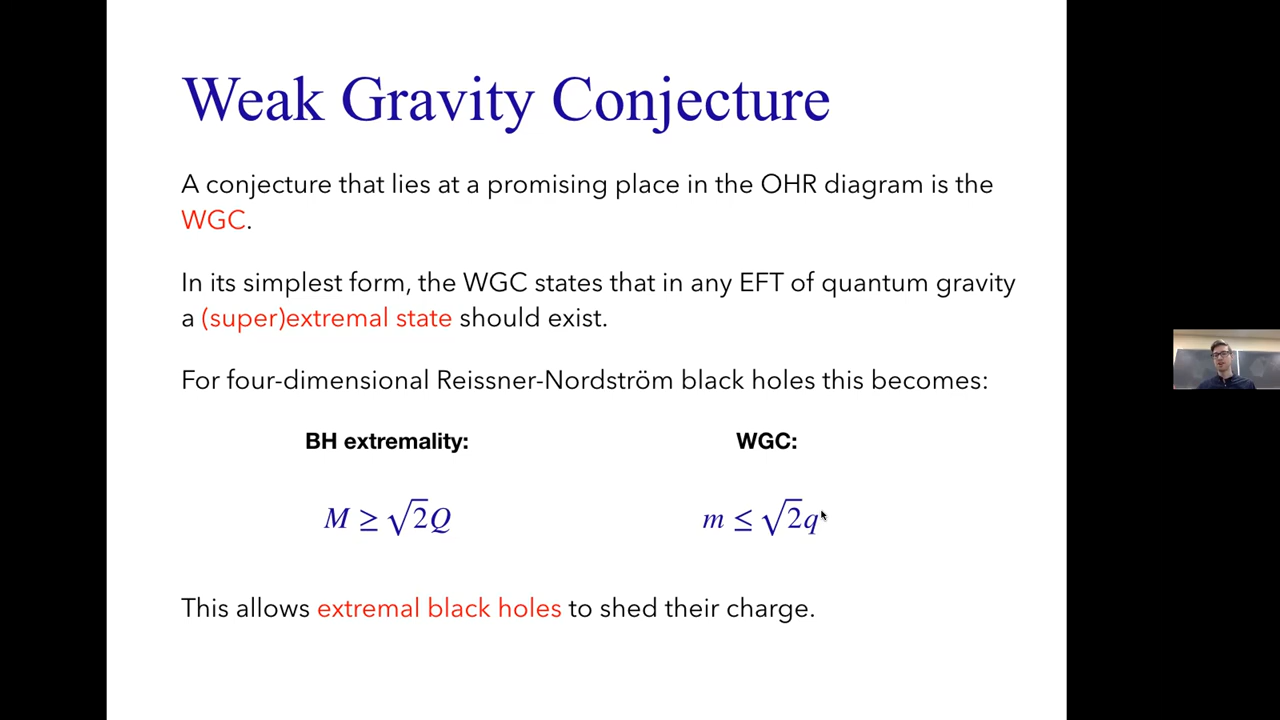 Weak Gravity Conjecture
A conjecture that lies at a promising place in the OHR diagram is the
WGC.
In its simplest form, the WGC states that in any EFT of quantum gravity
a (super)extremal state should exist.
For four-dimensional Reissner-Nordström black holes this becomes:
BH extremality: WGC:
M ≥ √2Q m ≤ √2q
This allows extremal black holes to shed their charge.